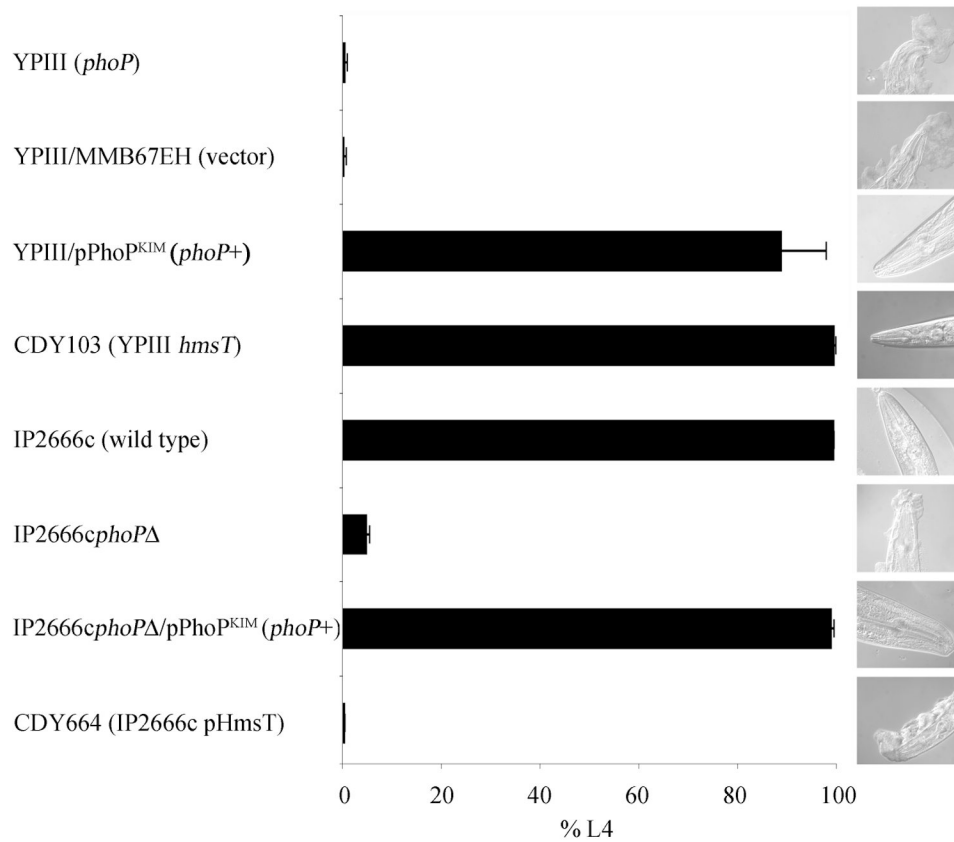 YPIII (phoP)
YPIII/MMB67EH (vector)
YPIII/pPhoP^KIM (phoP+)
CDY103 (YPIII hmsT)
IP2666c (wild type)
IP2666cphoPΔ
IP2666cphoPΔ/pPhoP^KIM (phoP+)
CDY664 (IP2666c pHmsT)
0 20 40 60 80 100
% L4